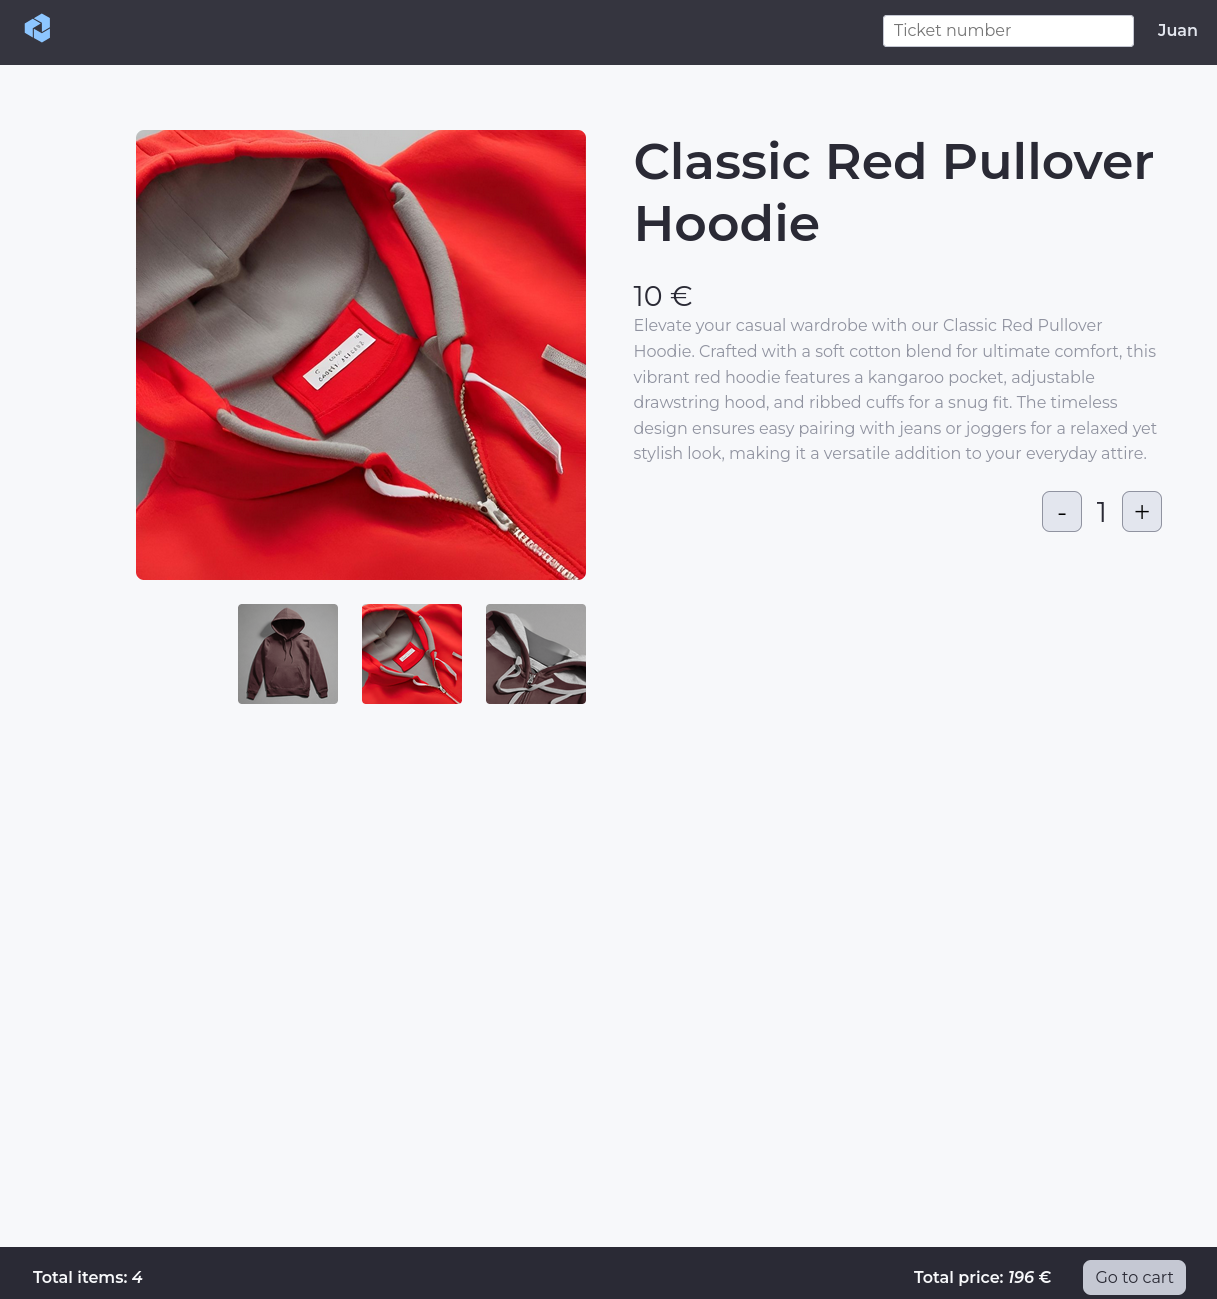 Ticket number
Juan
Classic Red Pullover
Hoodie
10 €
Elevate your casual wardrobe with our Classic Red Pullover
Hoodie. Crafted with a soft cotton blend for ultimate comfort, this
vibrant red hoodie features a kangaroo pocket, adjustable
drawstring hood, and ribbed cuffs for a snug fit. The timeless
design ensures easy pairing with jeans or joggers for a relaxed yet
stylish look, making it a versatile addition to your everyday attire.
- 1 +
Total items: 4
Total price: 196 €
Go to cart